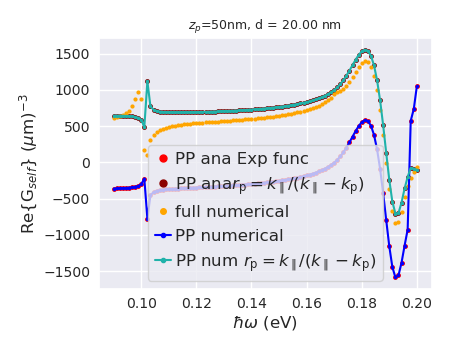 z_p=50nm, d = 20.00 nm
Re{G_self} (μm)^−3
1500
1000
500
0
−500
−1000
−1500
PP ana Exp func
PP anar_p = k_∥/(k_∥ − k_p)
full numerical
PP numerical
PP num r_p = k_∥/(k_∥ − k_p)
0.10 0.12 0.14 0.16 0.18 0.20
ħω (eV)